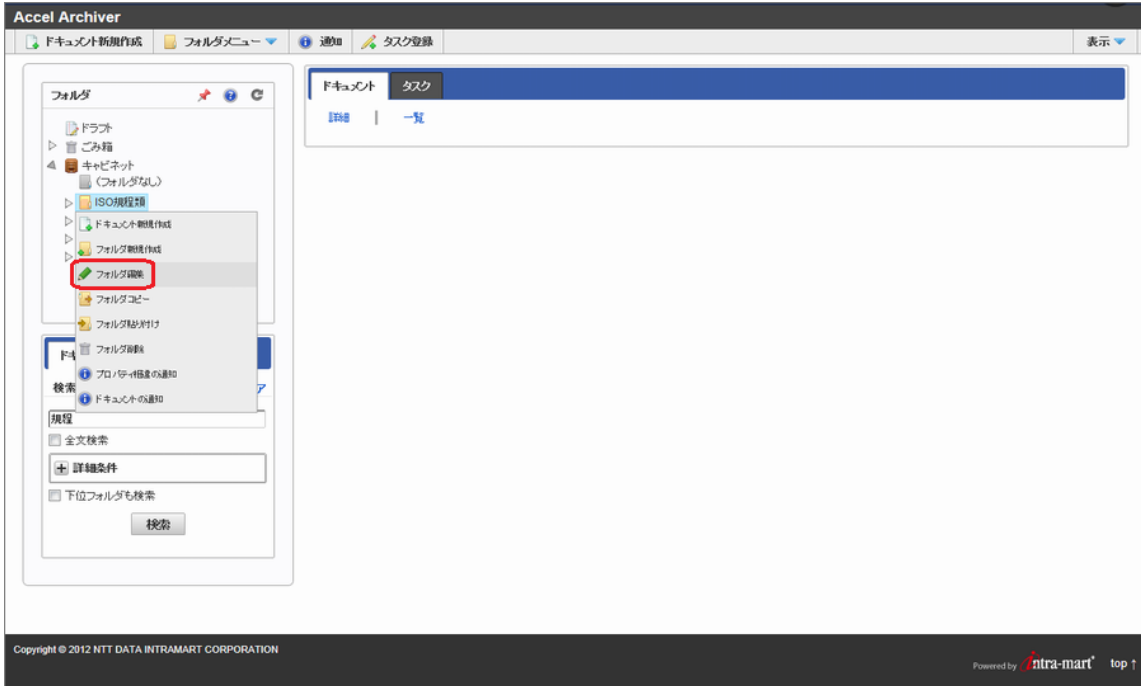 Accel Archiver
ドキュメント新規作成 フォルダメニュー 通知 タスク登録 表示
フォルダ
ドラフト
ごみ箱
キャビネット
(フォルダなし)
ISO規程類
ドキュメント新規作成
フォルダ新規作成
フォルダ編集
フォルダコピー
フォルダ貼り付け
フォルダ削除
プロパティ格差の通知
ドキュメントの通知
検索
ア
規程
全文検索
詳細条件
下位フォルダも検索
検索
ドキュメント タスク
詳細 | 一覧
Copyright © 2012 NTT DATA INTRAMART CORPORATION
Powered by intra-mart
top ↑